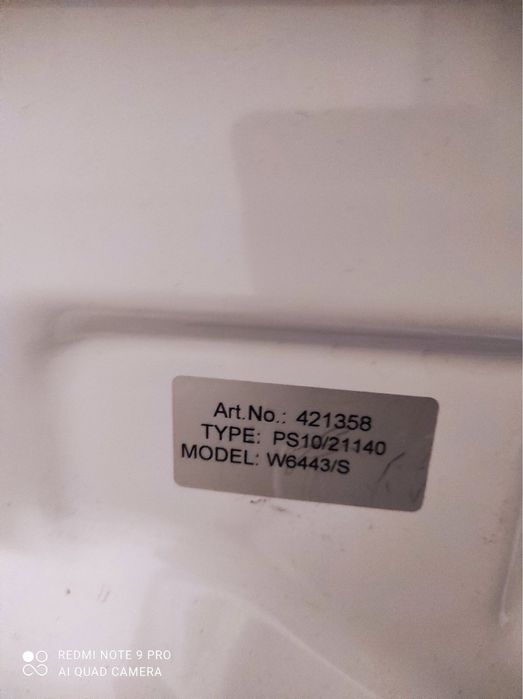 Art.No.: 421358
TYPE: PS10/21140
MODEL: W6443/S
REDMI NOTE 9 PRO
AI QUAD CAMERA